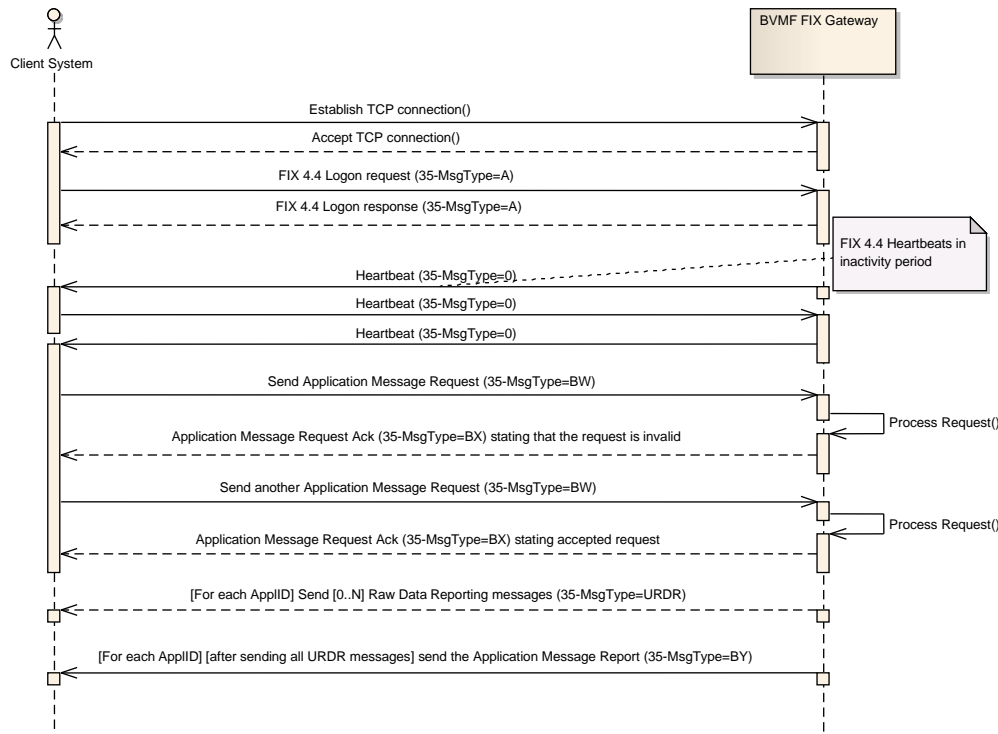 BVMF FIX Gateway
Client System
Establish TCP connection()
Accept TCP connection()
FIX 4.4 Logon request (35-MsgType=A)
FIX 4.4 Logon response (35-MsgType=A)
FIX 4.4 Heartbeats in
inactivity period
Heartbeat (35-MsgType=0)
Heartbeat (35-MsgType=0)
Heartbeat (35-MsgType=0)
Send Application Message Request (35-MsgType=BW)
Process Request()
Application Message Request Ack (35-MsgType=BX) stating that the request is invalid
Send another Application Message Request (35-MsgType=BW)
Process Request()
Application Message Request Ack (35-MsgType=BX) stating accepted request
[For each ApplID] Send [0..N] Raw Data Reporting messages (35-MsgType=URDR)
[For each ApplID] [after sending all URDR messages] send the Application Message Report (35-MsgType=BY)